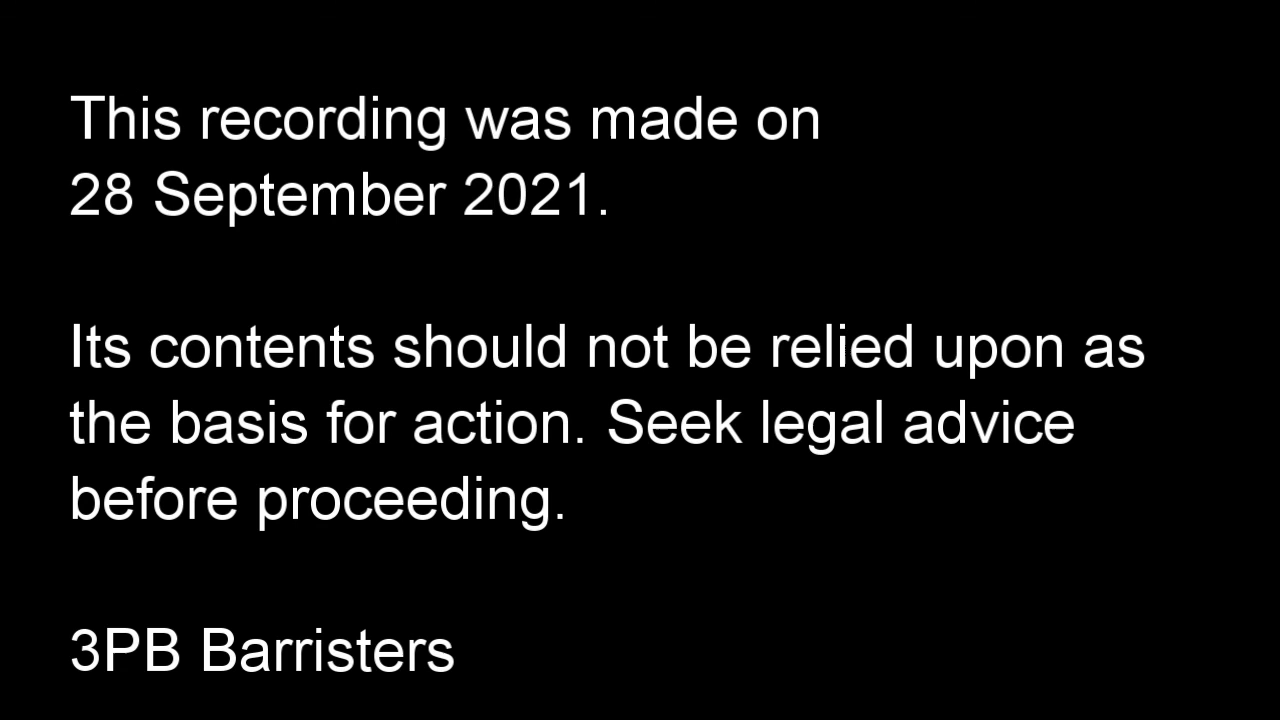 This recording was made on
28 September 2021.
Its contents should not be relied upon as
the basis for action. Seek legal advice
before proceeding.
3PB Barristers